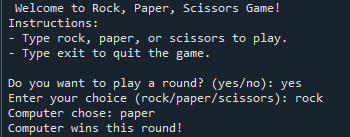 Welcome to Rock, Paper, Scissors Game!
Instructions:
- Type rock, paper, or scissors to play.
- Type exit to quit the game.
Do you want to play a round? (yes/no): yes
Enter your choice (rock/paper/scissors): rock
Computer chose: paper
Computer wins this round!